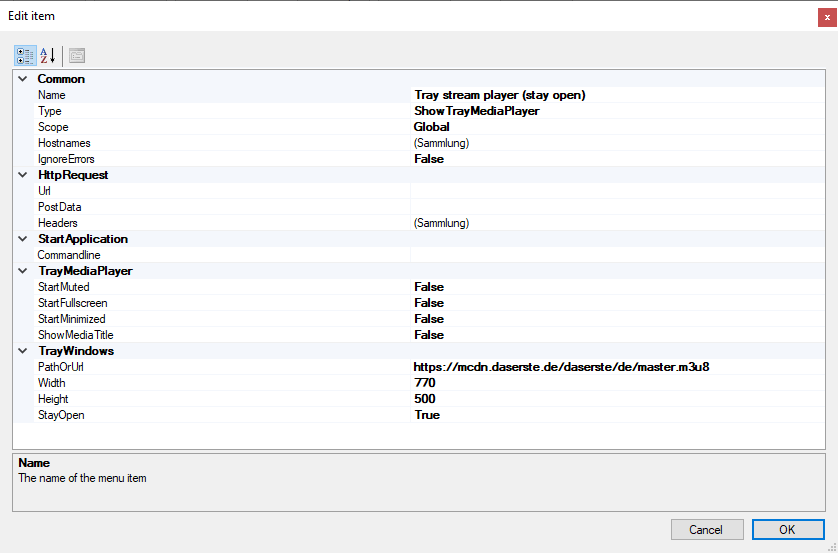 Edit item
x
A
Z
Common
Name Tray stream player (stay open)
Type ShowTrayMediaPlayer
Scope Global
Hostnames (Sammlung)
IgnoreErrors False
HttpRequest
Url
PostData
Headers (Sammlung)
StartApplication
Commandline
TrayMediaPlayer
StartMuted False
StartFullscreen False
StartMinimized False
ShowMediaTitle False
TrayWindows
PathOrUrl https://mcdn.daserste.de/daserste/de/master.m3u8
Width 770
Height 500
StayOpen True
Name
The name of the menu item
Cancel OK